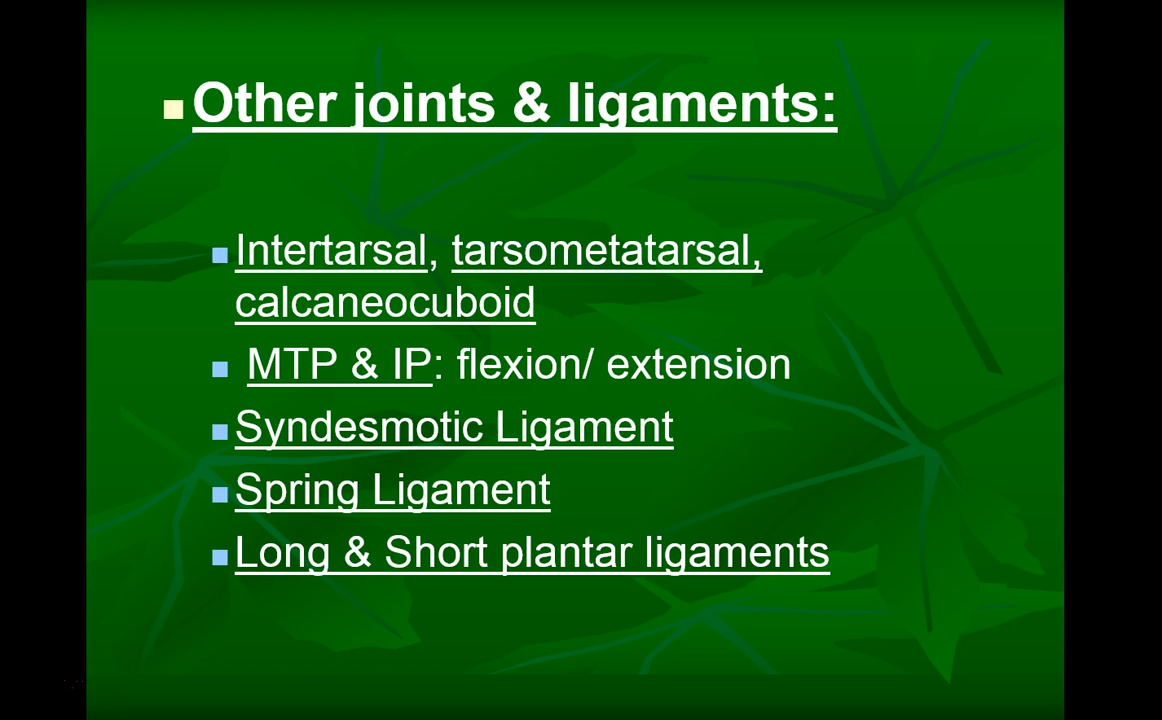 Other joints & ligaments:
Intertarsal, tarsometatarsal,
calcaneocuboid
MTP & IP: flexion/ extension
Syndesmotic Ligament
Spring Ligament
Long & Short plantar ligaments